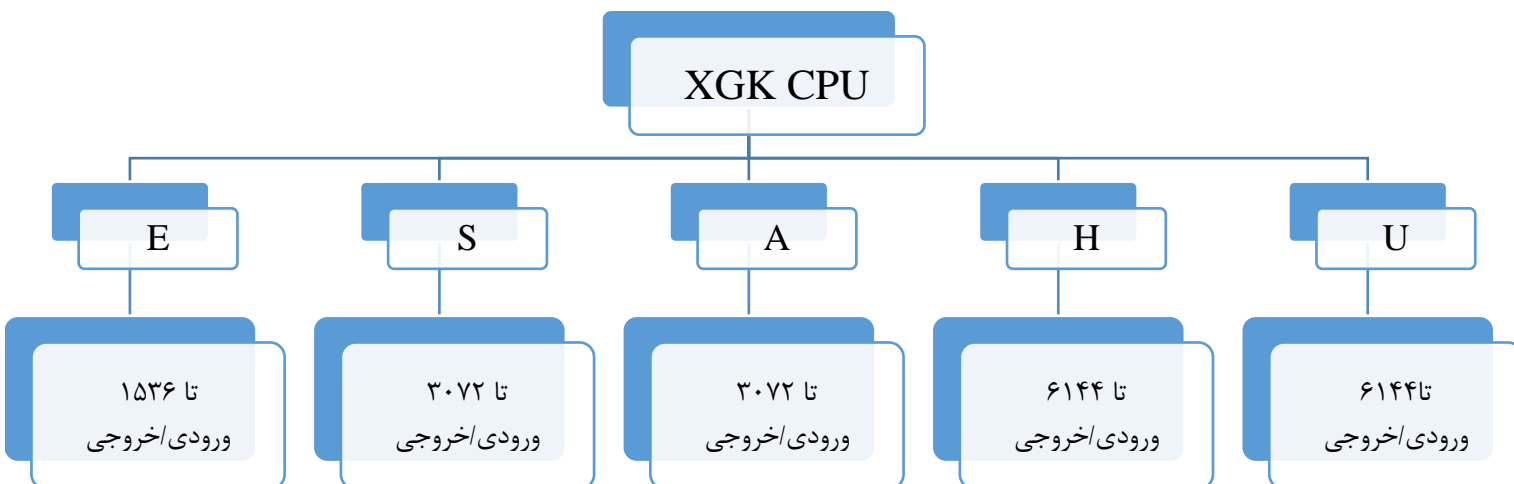 XGK CPU
E
S
A
H
U
تا ۱۵۳۶
ورودی/خروجی
تا ۳۰۷۲
ورودی/خروجی
تا ۳۰۷۲
ورودی/خروجی
تا ۶۱۴۴
ورودی/خروجی
تا۶۱۴۴
ورودی/خروجی